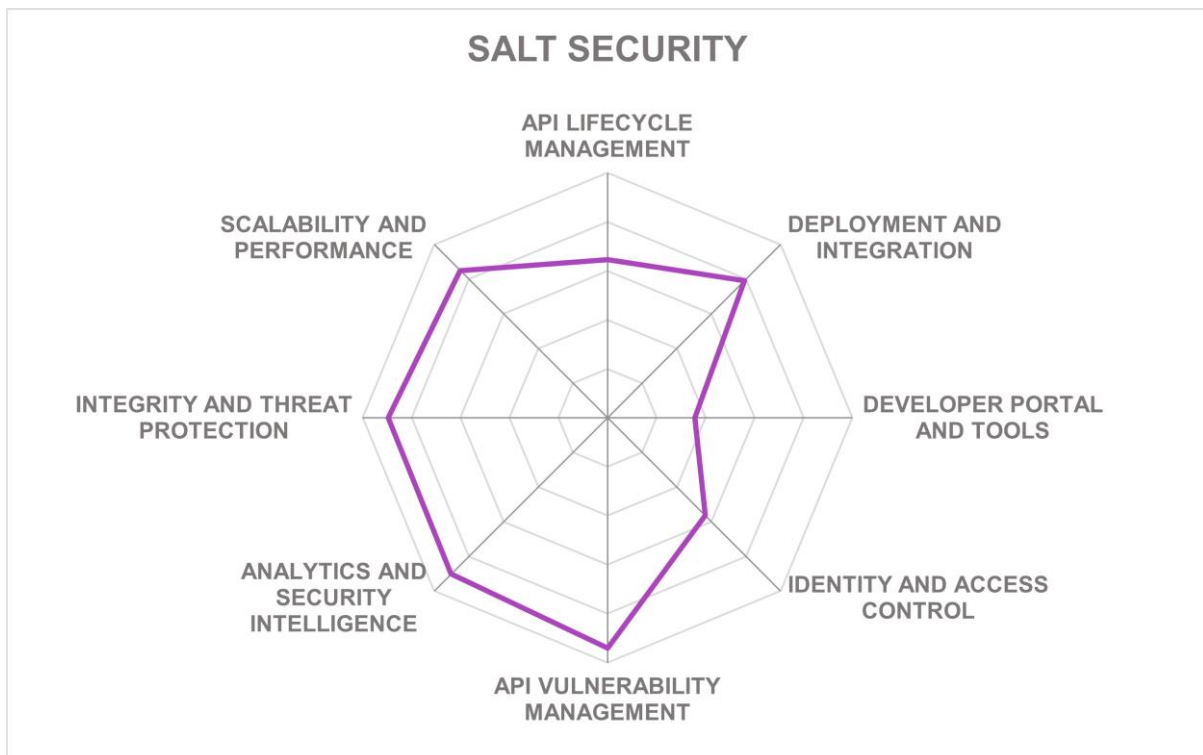 SALT SECURITY
API LIFECYCLE
MANAGEMENT
SCALABILITY AND
PERFORMANCE
DEPLOYMENT AND
INTEGRATION
INTEGRITY AND THREAT
PROTECTION
DEVELOPER PORTAL
AND TOOLS
ANALYTICS AND
SECURITY
INTELLIGENCE
IDENTITY AND ACCESS
CONTROL
API VULNERABILITY
MANAGEMENT